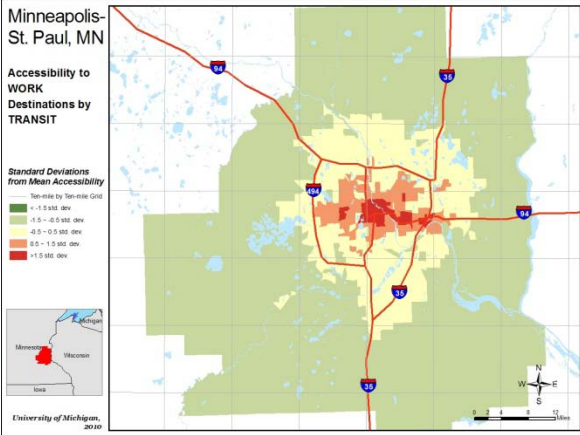 Minneapolis-
St. Paul, MN
Accessibility to
WORK
Destinations by
TRANSIT
Standard Deviations
from Mean Accessibility
Ten-mile by Ten-mile Grid
< -1.5 std. dev.
-1.5 ~ -0.5 std. dev.
-0.5 ~ 0.5 std. dev.
0.5 ~ 1.5 std. dev.
>1.5 std. dev.
Michigan
Minnesota
Wisconsin
Iowa
University of Michigan,
2010
94
35
494
94
35
35
N
W E
S
0 2 4 8 12
Miles